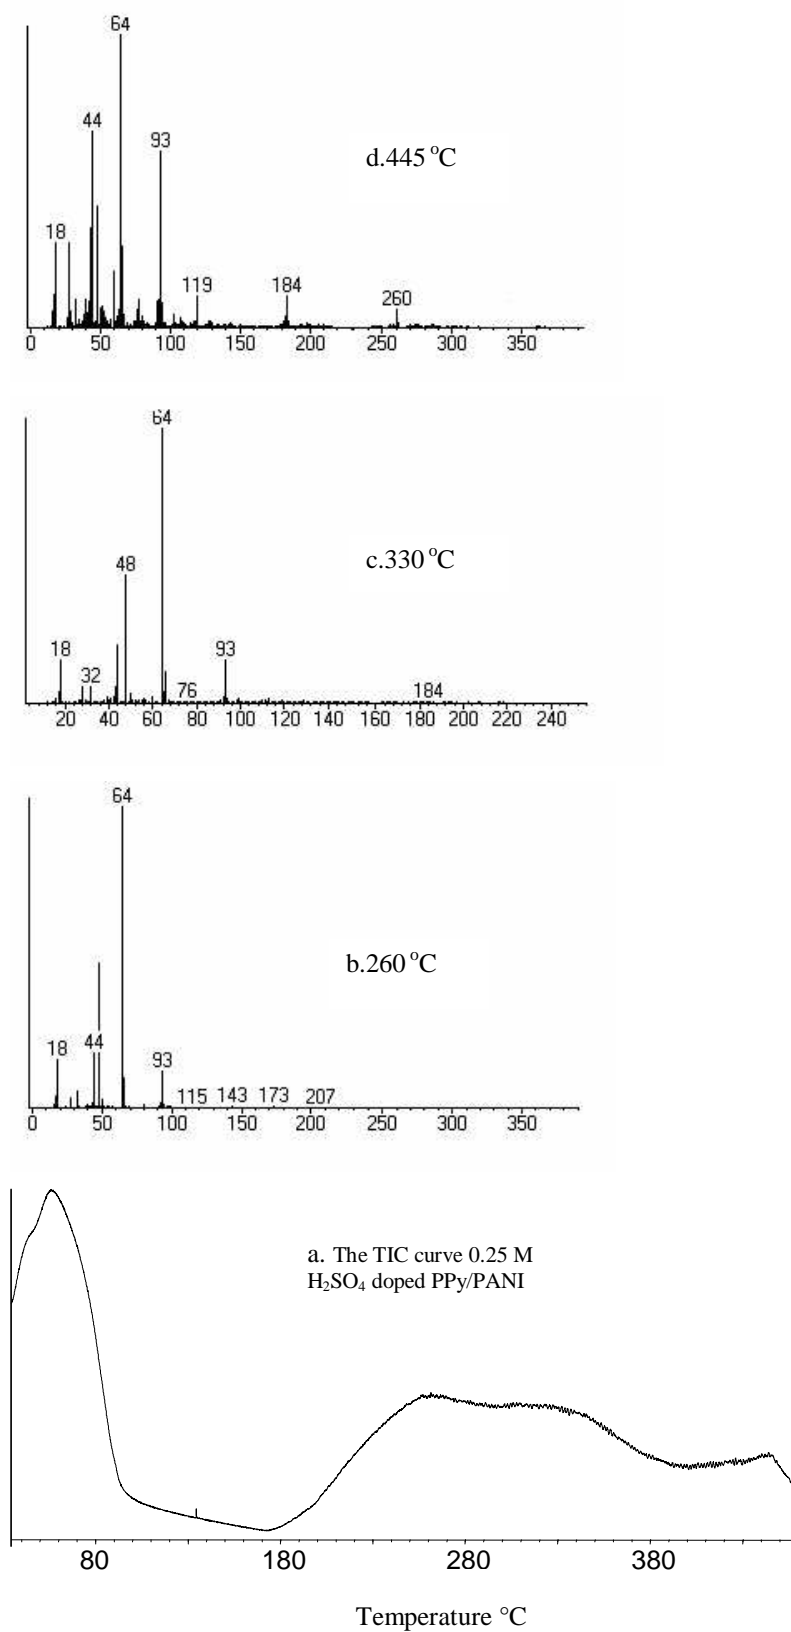 64
44
93
d.445 °C
18
119
184
260
0 50 100 150 200 250 300 350
64
c.330 °C
48
18
93
32
76
184
20 40 60 80 100 120 140 160 180 200 220 240
64
b.260 °C
18
44
93
115 143 173 207
0 50 100 150 200 250 300 350
a. The TIC curve 0.25 M
H₂SO₄ doped PPy/PANI
80 180 280 380
Temperature °C